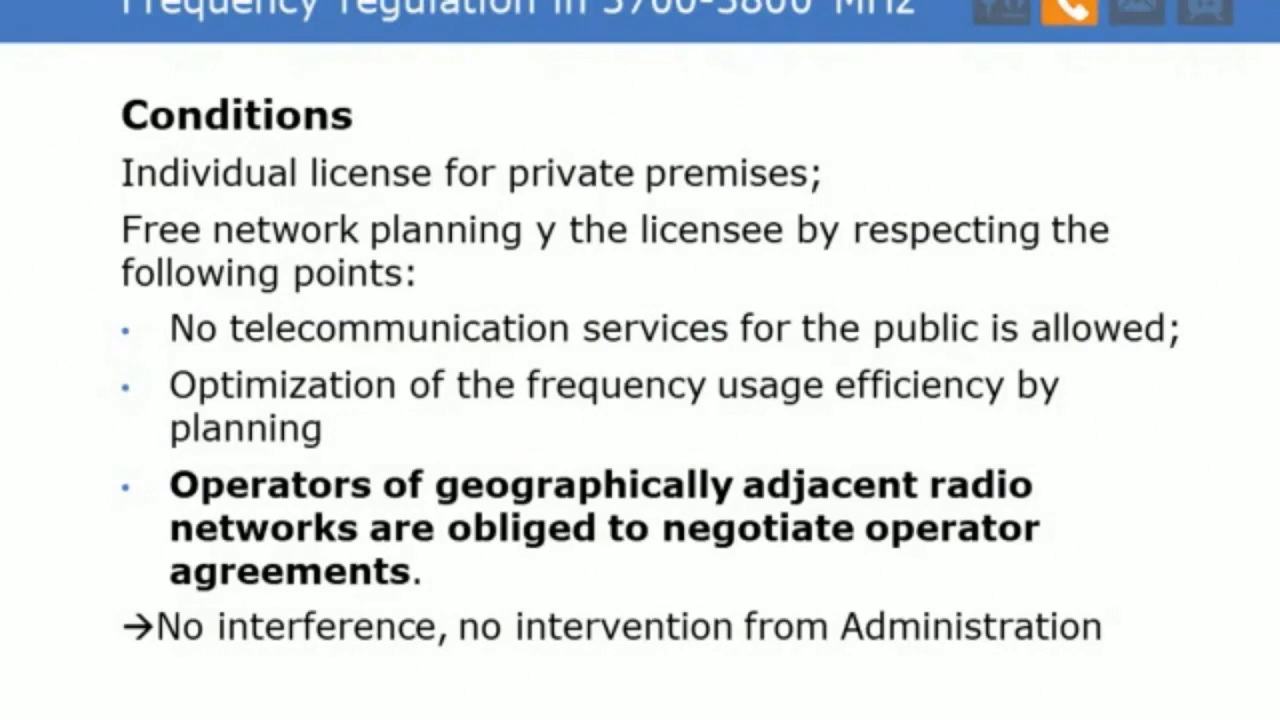 Frequency regulation in 3700-3800 MHz
Conditions
Individual license for private premises;
Free network planning y the licensee by respecting the
following points:
• No telecommunication services for the public is allowed;
• Optimization of the frequency usage efficiency by
planning
• Operators of geographically adjacent radio
networks are obliged to negotiate operator
agreements.
→No interference, no intervention from Administration